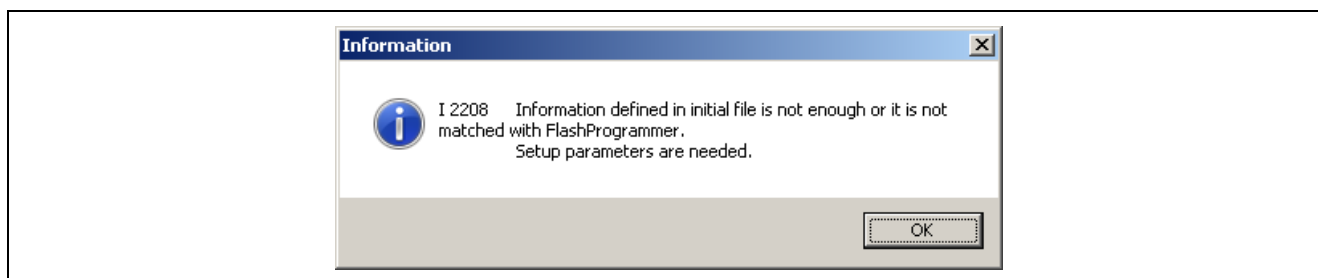 Information
I 2208 Information defined in initial file is not enough or it is not
matched with FlashProgrammer.
Setup parameters are needed.
OK